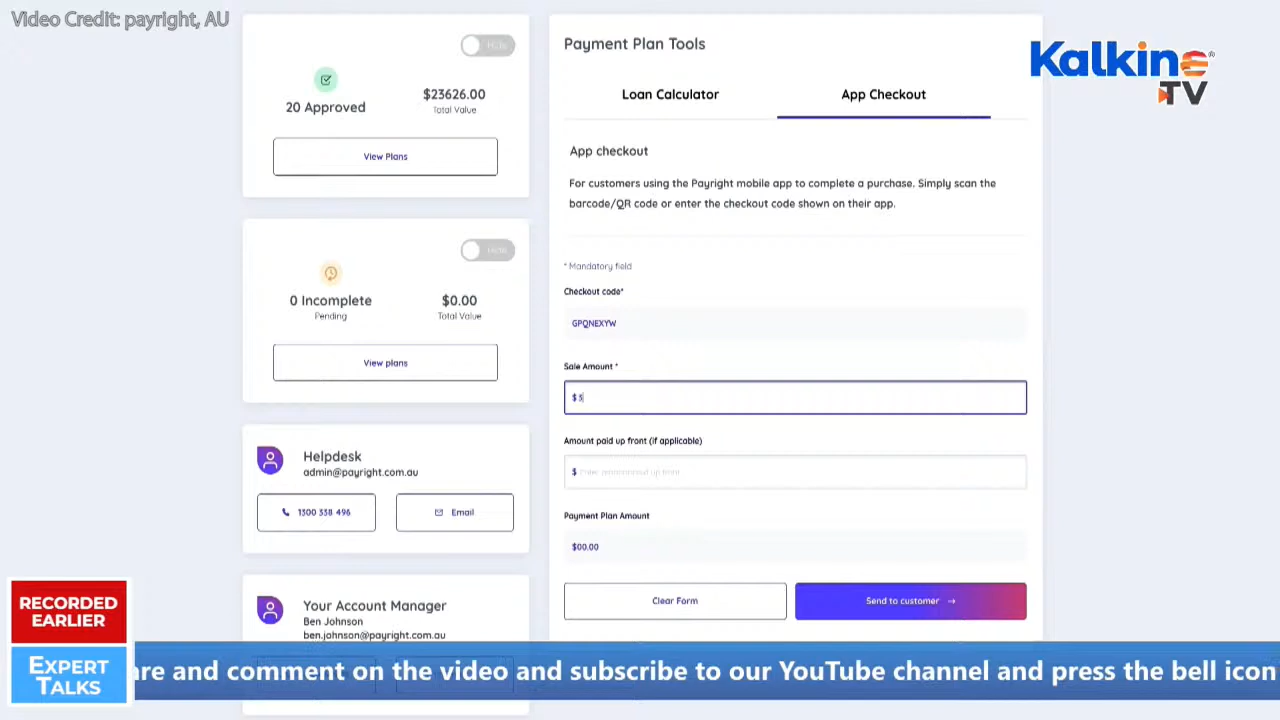 Video Credit: payright, AU
Kalkine
TV
Hide
20 Approved
$23626.00
Total Value
View Plans
Hide
0 Incomplete
Pending
$0.00
Total Value
View plans
Helpdesk
admin@payright.com.au
1300 338 496
Email
Your Account Manager
Ben Johnson
ben.johnson@payright.com.au
Payment Plan Tools
Loan Calculator
App Checkout
App checkout
For customers using the Payright mobile app to complete a purchase. Simply scan the
barcode/QR code or enter the checkout code shown on their app.
* Mandatory field
Checkout code*
GPQNEXYW
Sale Amount *
$ 5
Amount paid up front (if applicable)
$
Payment Plan Amount
$00.00
Clear Form
Send to customer →
RECORDED
EARLIER
EXPERT
TALKS
and comment on the video and subscribe to our YouTube channel and press the bell icon